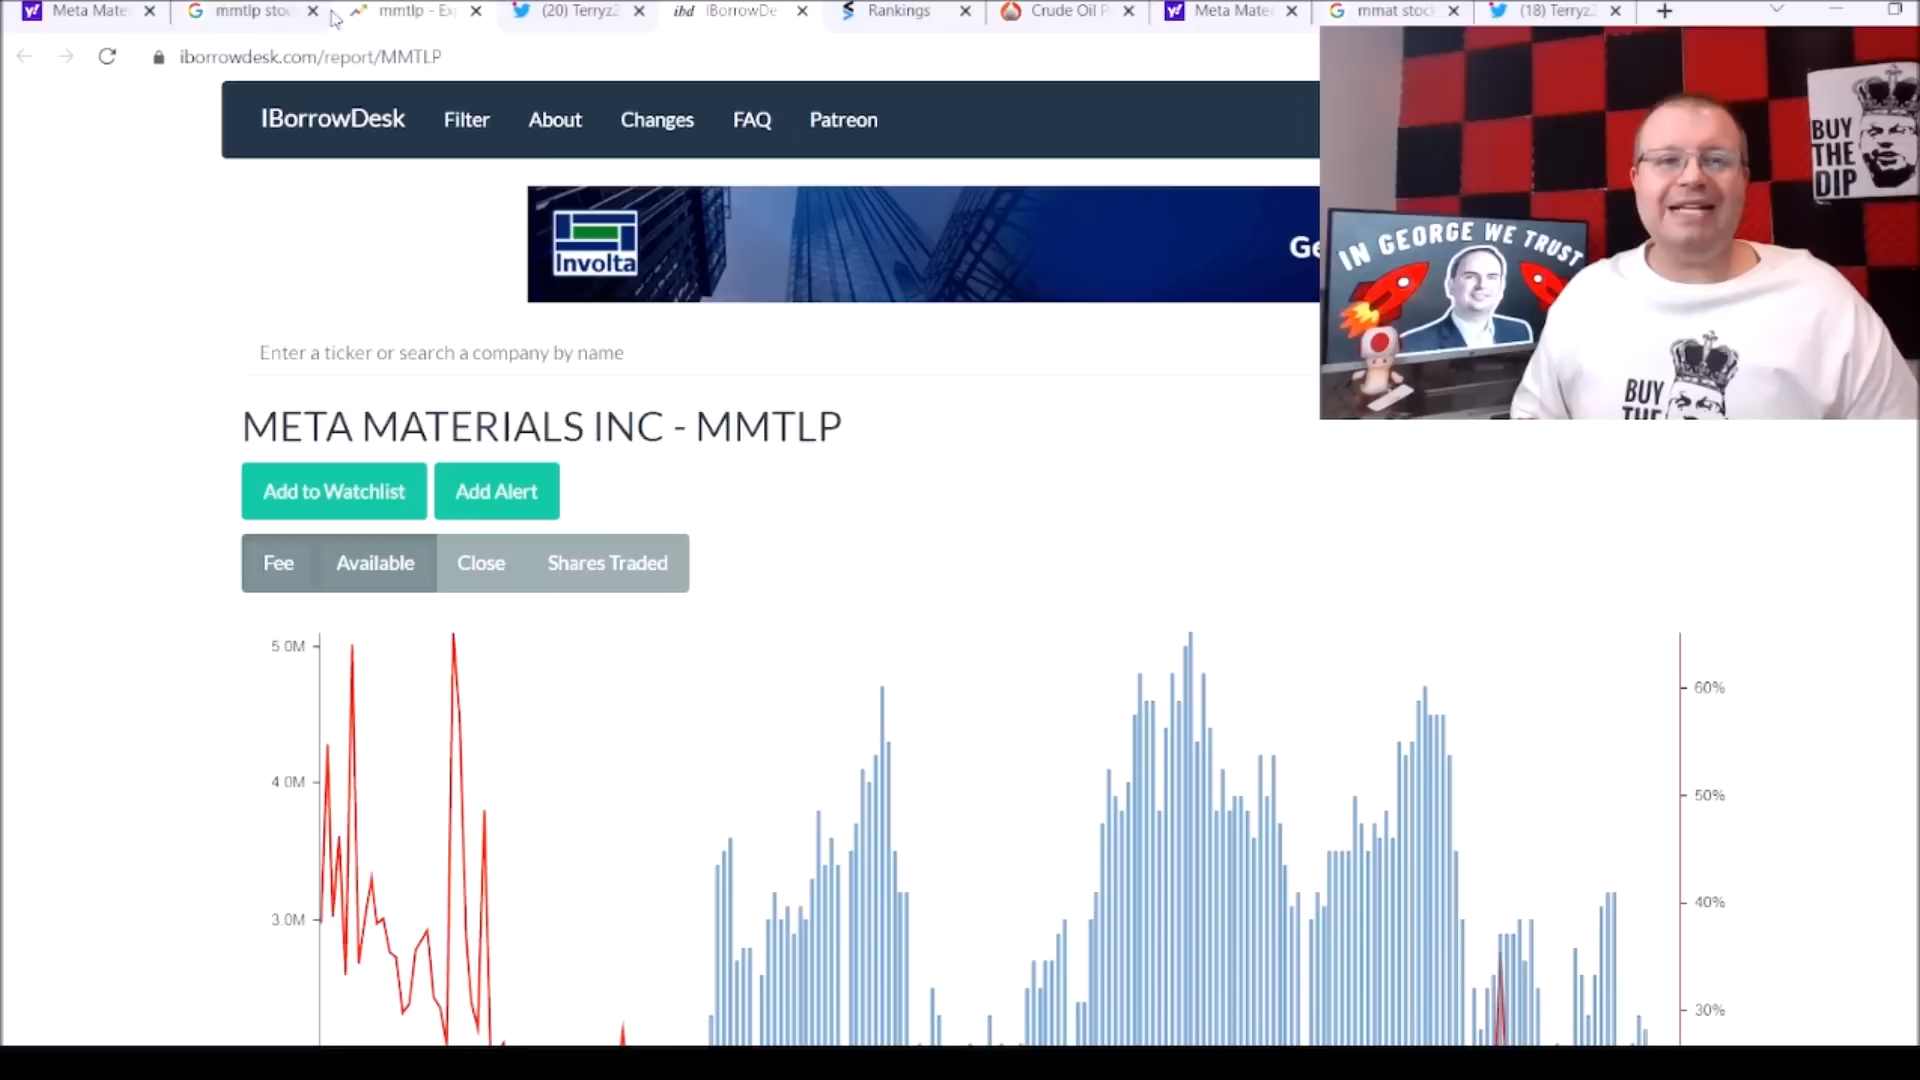 Meta Mate
mmtlp sto
mmtlp - Ex
(20) Terryz
ibd IBorrowDe
Rankings
Crude Oil P
Meta Mate
mmat stoc
(18) Terryz
iborrowdesk.com/report/MMTLP
IBorrowDesk
Filter
About
Changes
FAQ
Patreon
Involta
Ge
Enter a ticker or search a company by name
META MATERIALS INC - MMTLP
Add to Watchlist
Add Alert
Fee
Available
Close
Shares Traded
5.0M
4.0M
3.0M
60%
50%
40%
30%
BUY
THE
DIP
IN GEORGE WE TRUST
BUY
THE